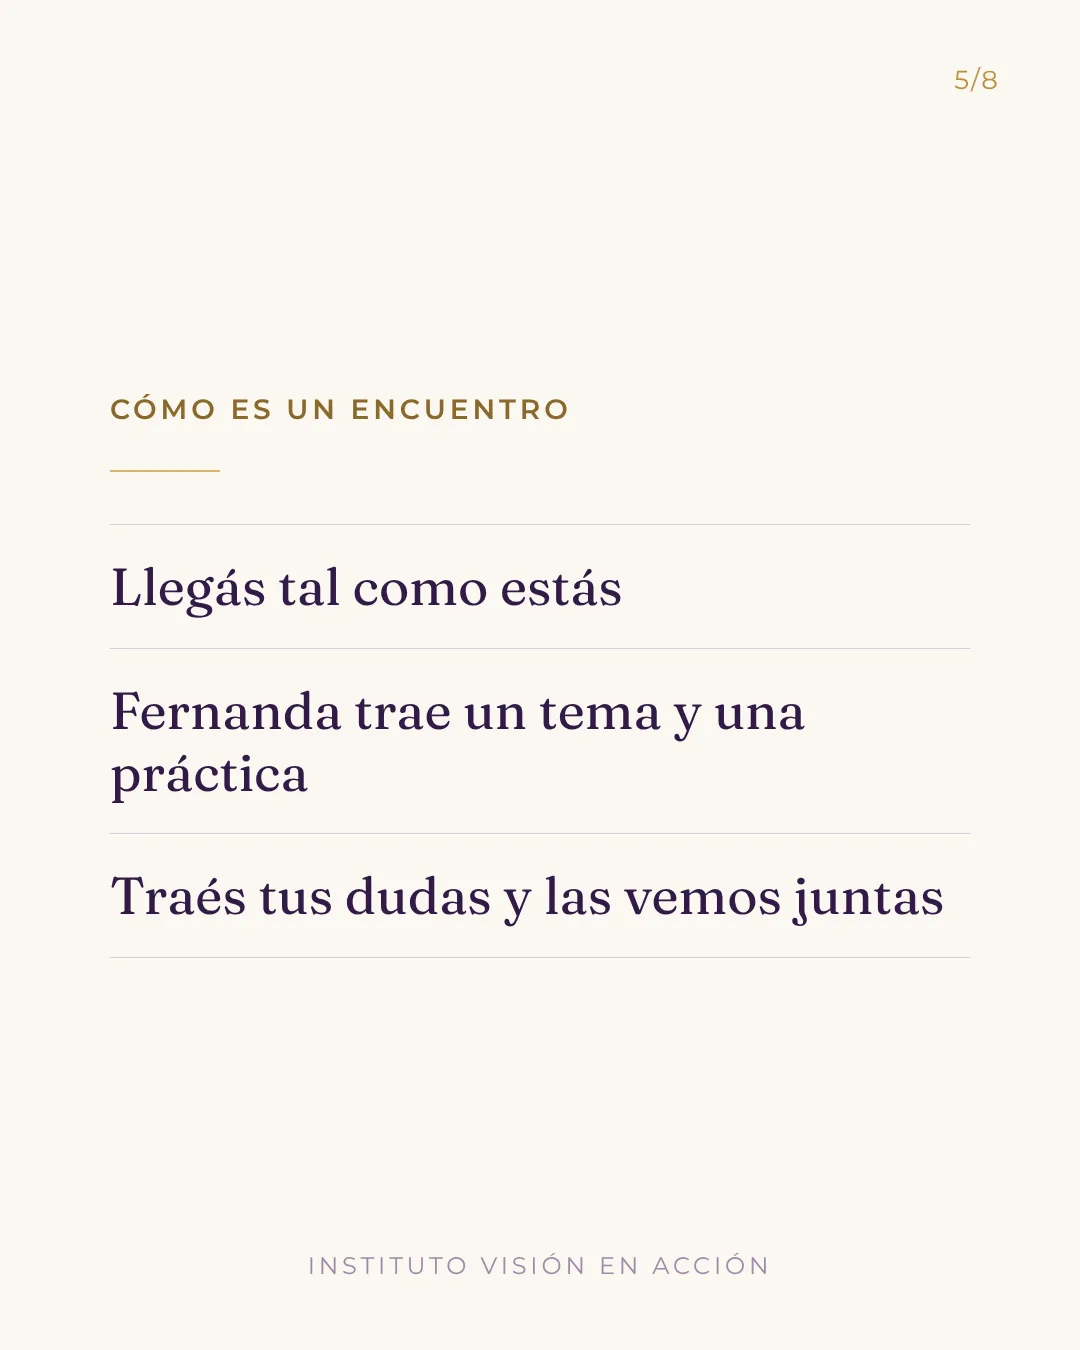 5/8
CÓMO ES UN ENCUENTRO
Llegás tal como estás
Fernanda trae un tema y una
práctica
Traés tus dudas y las vemos juntas
INSTITUTO VISIÓN EN ACCIÓN